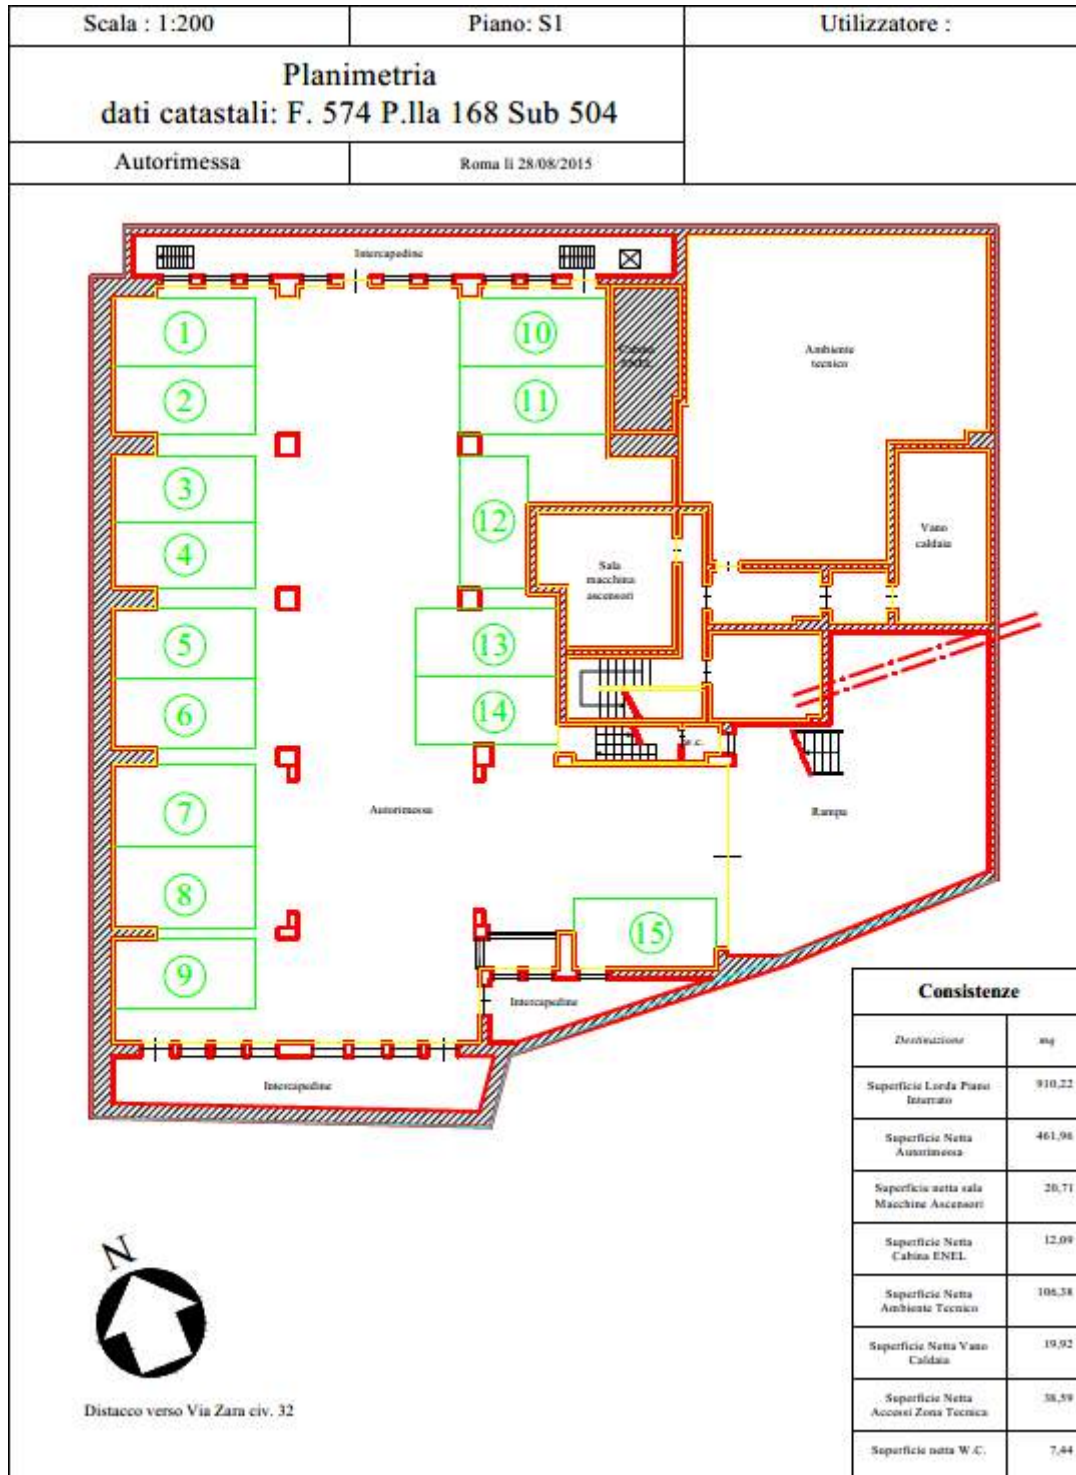 Scala : 1:200
Piano: S1
Utilizzatore :
Planimetria
dati catastali: F. 574 P.lla 168 Sub 504
Autorimessa
Roma li 28/08/2015
Intercapedine
1
10
Cabina
ENEL
Ambiente
tecnico
2
11
3
12
Vano
caldaia
4
Sala
macchina
ascensori
5
13
6
14
w.c.
7
Autorimessa
Rampa
8
15
9
Intercapedine
Intercapedine
Consistenze
Destinazione
mq
Superficie Lorda Piano
Interrato
910,22
Superficie Netta
Autorimessa
461,96
Superficie netta sala
Macchine Ascensori
20,71
Superficie Netta
Cabina ENEL
12,09
Superficie Netta
Ambiente Tecnico
106,38
Superficie Netta Vano
Caldaia
19,92
Superficie Netta
Accessi Zona Tecnica
38,59
Superficie netta W.C.
7,44
N
Distacco verso Via Zara civ. 32